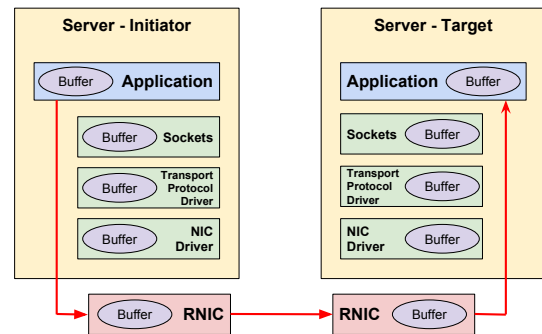 Server - Initiator
Buffer Application
Buffer Sockets
Buffer Transport
Protocol
Driver
Buffer NIC
Driver
Buffer RNIC
Server - Target
Application Buffer
Sockets Buffer
Transport
Protocol Buffer
Driver
NIC
Driver Buffer
RNIC Buffer